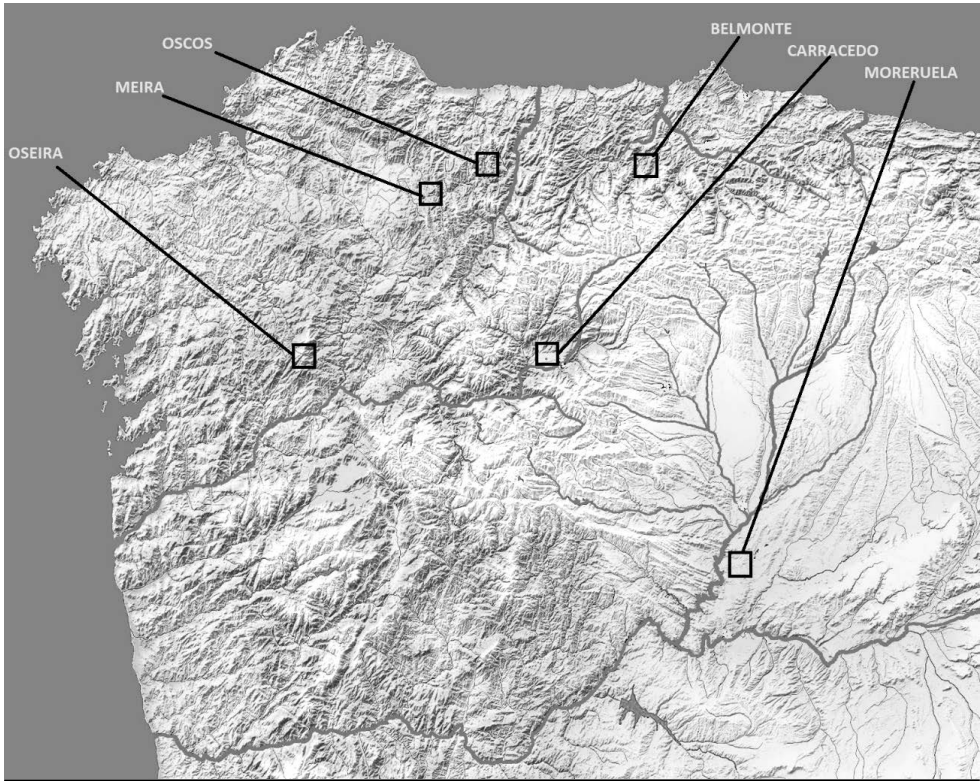 BELMONTE
OSCOS
CARRACEDO
MORERUELA
MEIRA
OSEIRA